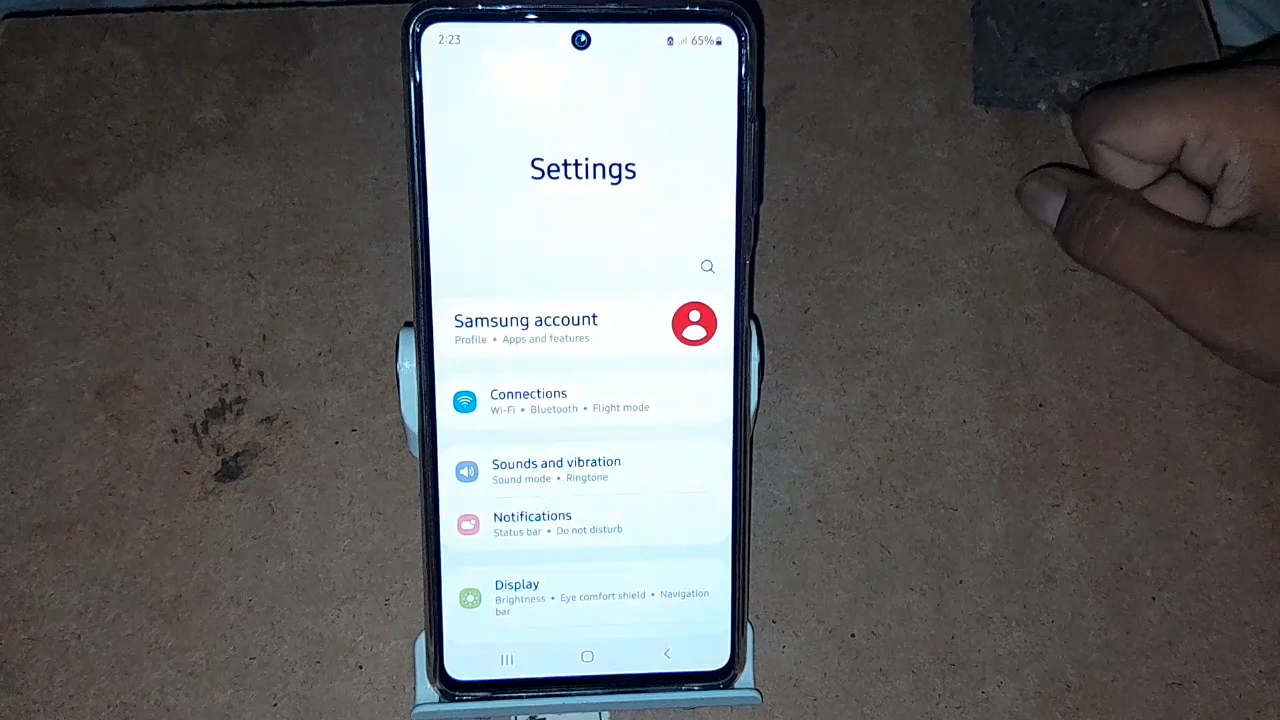 2:23
65%
Settings
Samsung account
Profile • Apps and features
Connections
Wi-Fi • Bluetooth • Flight mode
Sounds and vibration
Sound mode • Ringtone
Notifications
Status bar • Do not disturb
Display
Brightness • Eye comfort shield • Navigation
bar